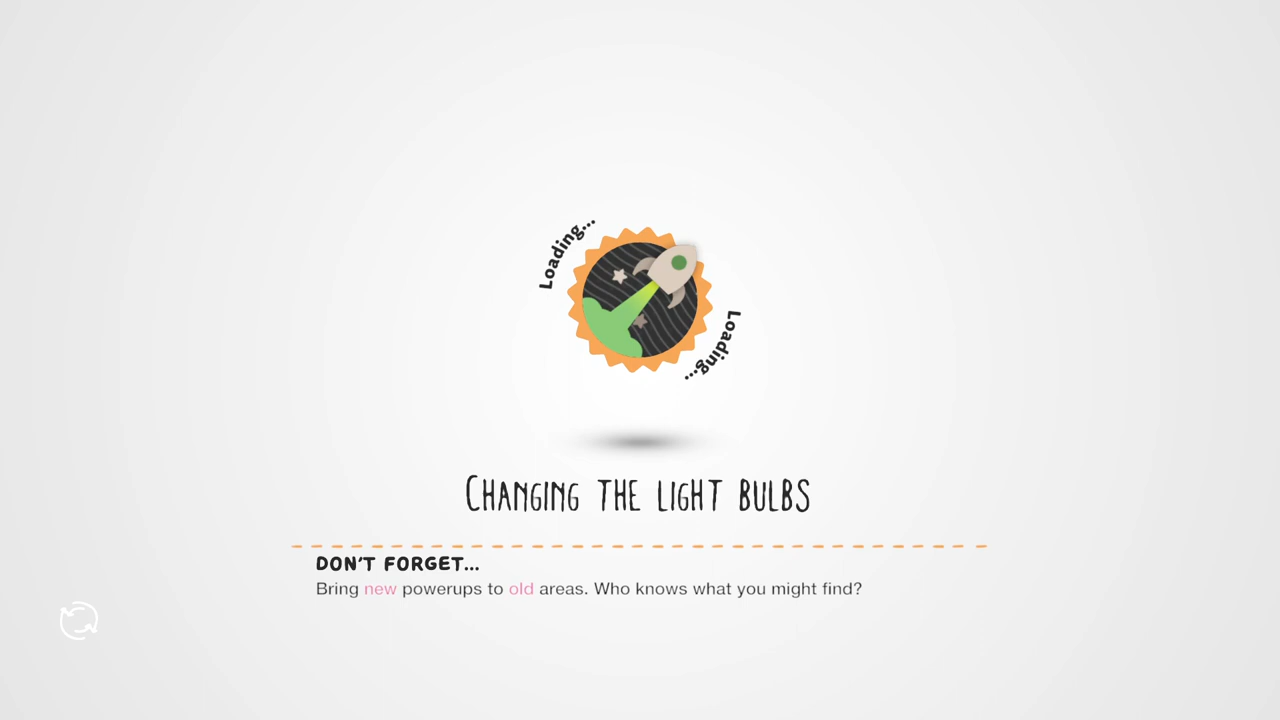 Loading...
Loading...
Changing the light bulbs
DON'T FORGET...
Bring new powerups to old areas. Who knows what you might find?